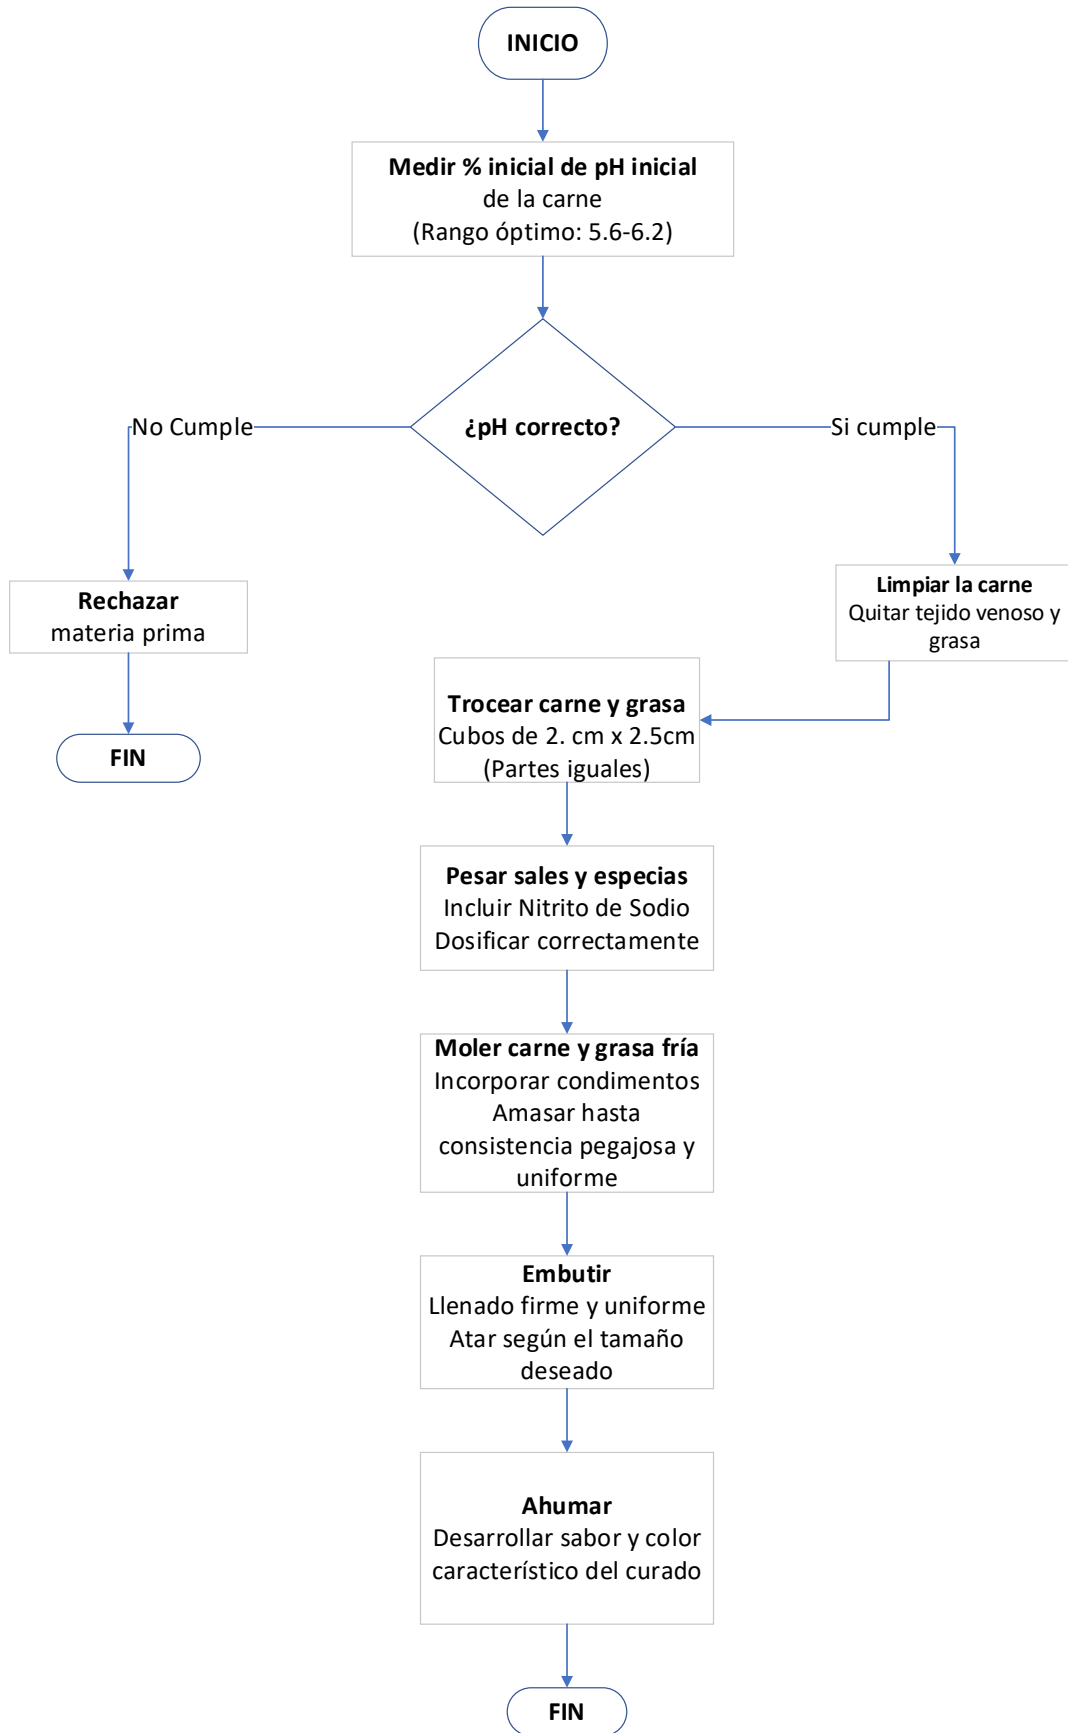 INICIO
Medir % inicial de pH inicial
de la carne
(Rango óptimo: 5.6-6.2)
¿pH correcto?
No Cumple
Si cumple
Rechazar
materia prima
FIN
Limpiar la carne
Quitar tejido venoso y
grasa
Trocear carne y grasa
Cubos de 2. cm x 2.5cm
(Partes iguales)
Pesar sales y especias
Incluir Nitrito de Sodio
Dosificar correctamente
Moler carne y grasa fría
Incorporar condimentos
Amasar hasta
consistencia pegajosa y
uniforme
Embutir
Llenado firme y uniforme
Atar según el tamaño
deseado
Ahumar
Desarrollar sabor y color
característico del curado
FIN